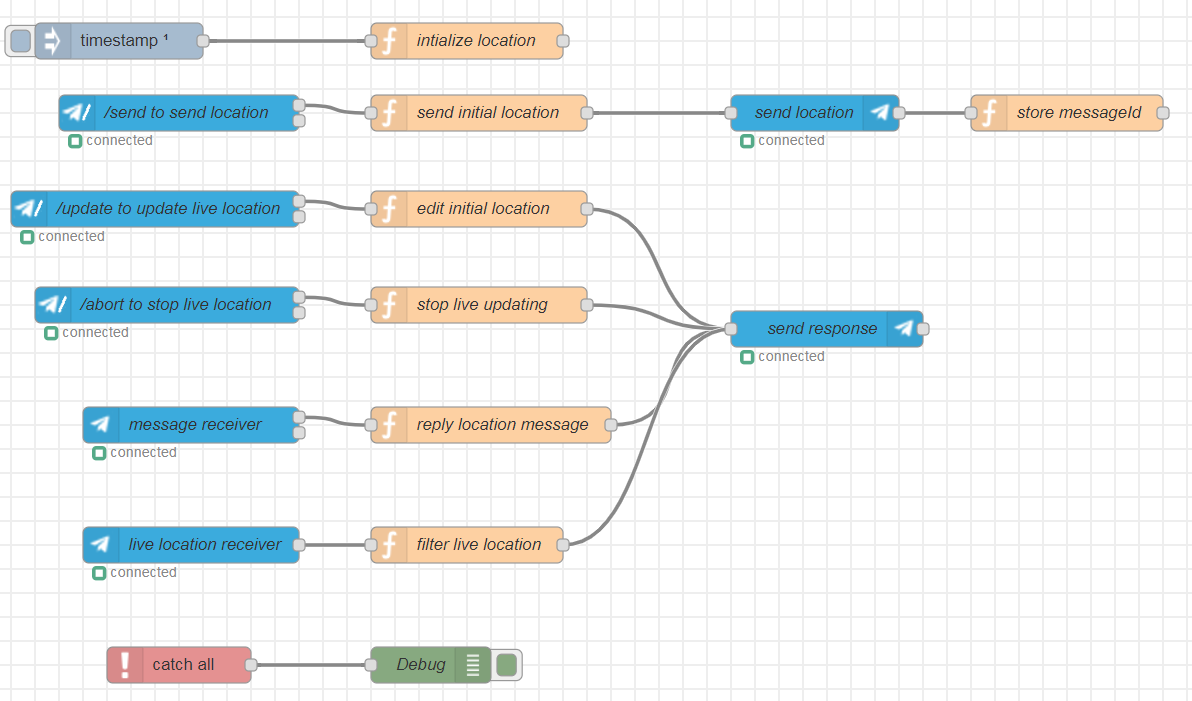 timestamp ¹
intialize location
/send to send location
send initial location
send location
store messageId
connected
connected
/update to update live location
edit initial location
connected
/abort to stop live location
stop live updating
send response
connected
connected
message receiver
reply location message
connected
live location receiver
filter live location
connected
catch all
Debug